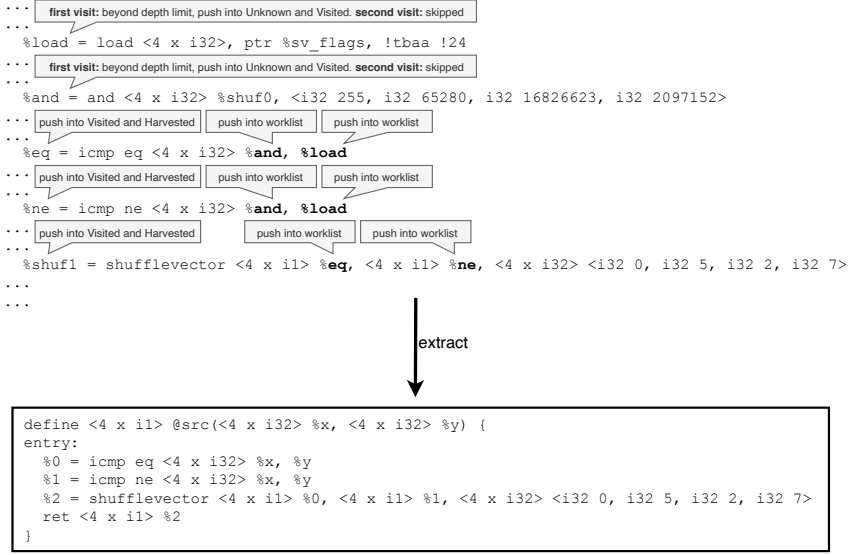 ...
first visit: beyond depth limit, push into Unknown and Visited. second visit: skipped
...
%load = load <4 x i32>, ptr %sv_flags, !tbaa !24
...
first visit: beyond depth limit, push into Unknown and Visited. second visit: skipped
...
%and = and <4 x i32> %shuf0, <i32 255, i32 65280, i32 16826623, i32 2097152>
...
push into Visited and Harvested push into worklist push into worklist
...
%eq = icmp eq <4 x i32> %and, %load
...
push into Visited and Harvested push into worklist push into worklist
...
%ne = icmp ne <4 x i32> %and, %load
...
push into Visited and Harvested push into worklist push into worklist
...
%shuf1 = shufflevector <4 x i1> %eq, <4 x i1> %ne, <4 x i32> <i32 0, i32 5, i32 2, i32 7>
...
...
extract
define <4 x i1> @src(<4 x i32> %x, <4 x i32> %y) {
entry:
%0 = icmp eq <4 x i32> %x, %y
%1 = icmp ne <4 x i32> %x, %y
%2 = shufflevector <4 x i1> %0, <4 x i1> %1, <4 x i32> <i32 0, i32 5, i32 2, i32 7>
ret <4 x i1> %2
}